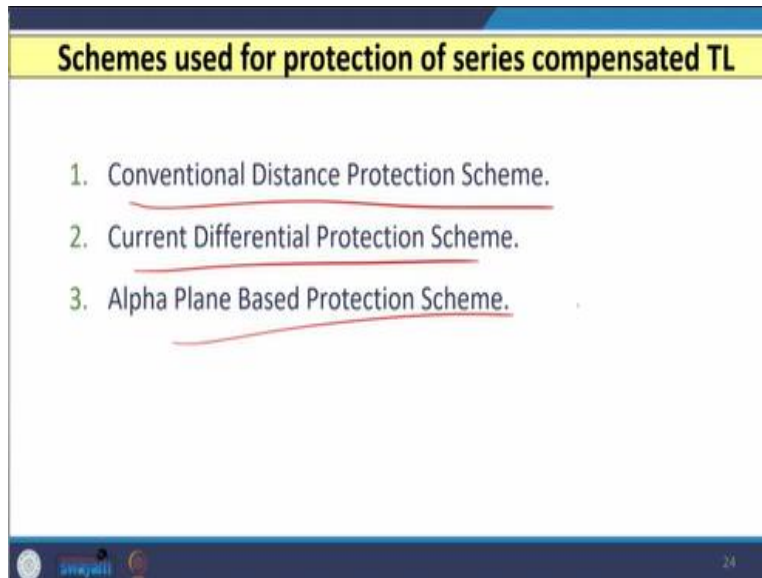 Schemes used for protection of series compensated TL
1. Conventional Distance Protection Scheme.
2. Current Differential Protection Scheme.
3. Alpha Plane Based Protection Scheme.
swayam
24